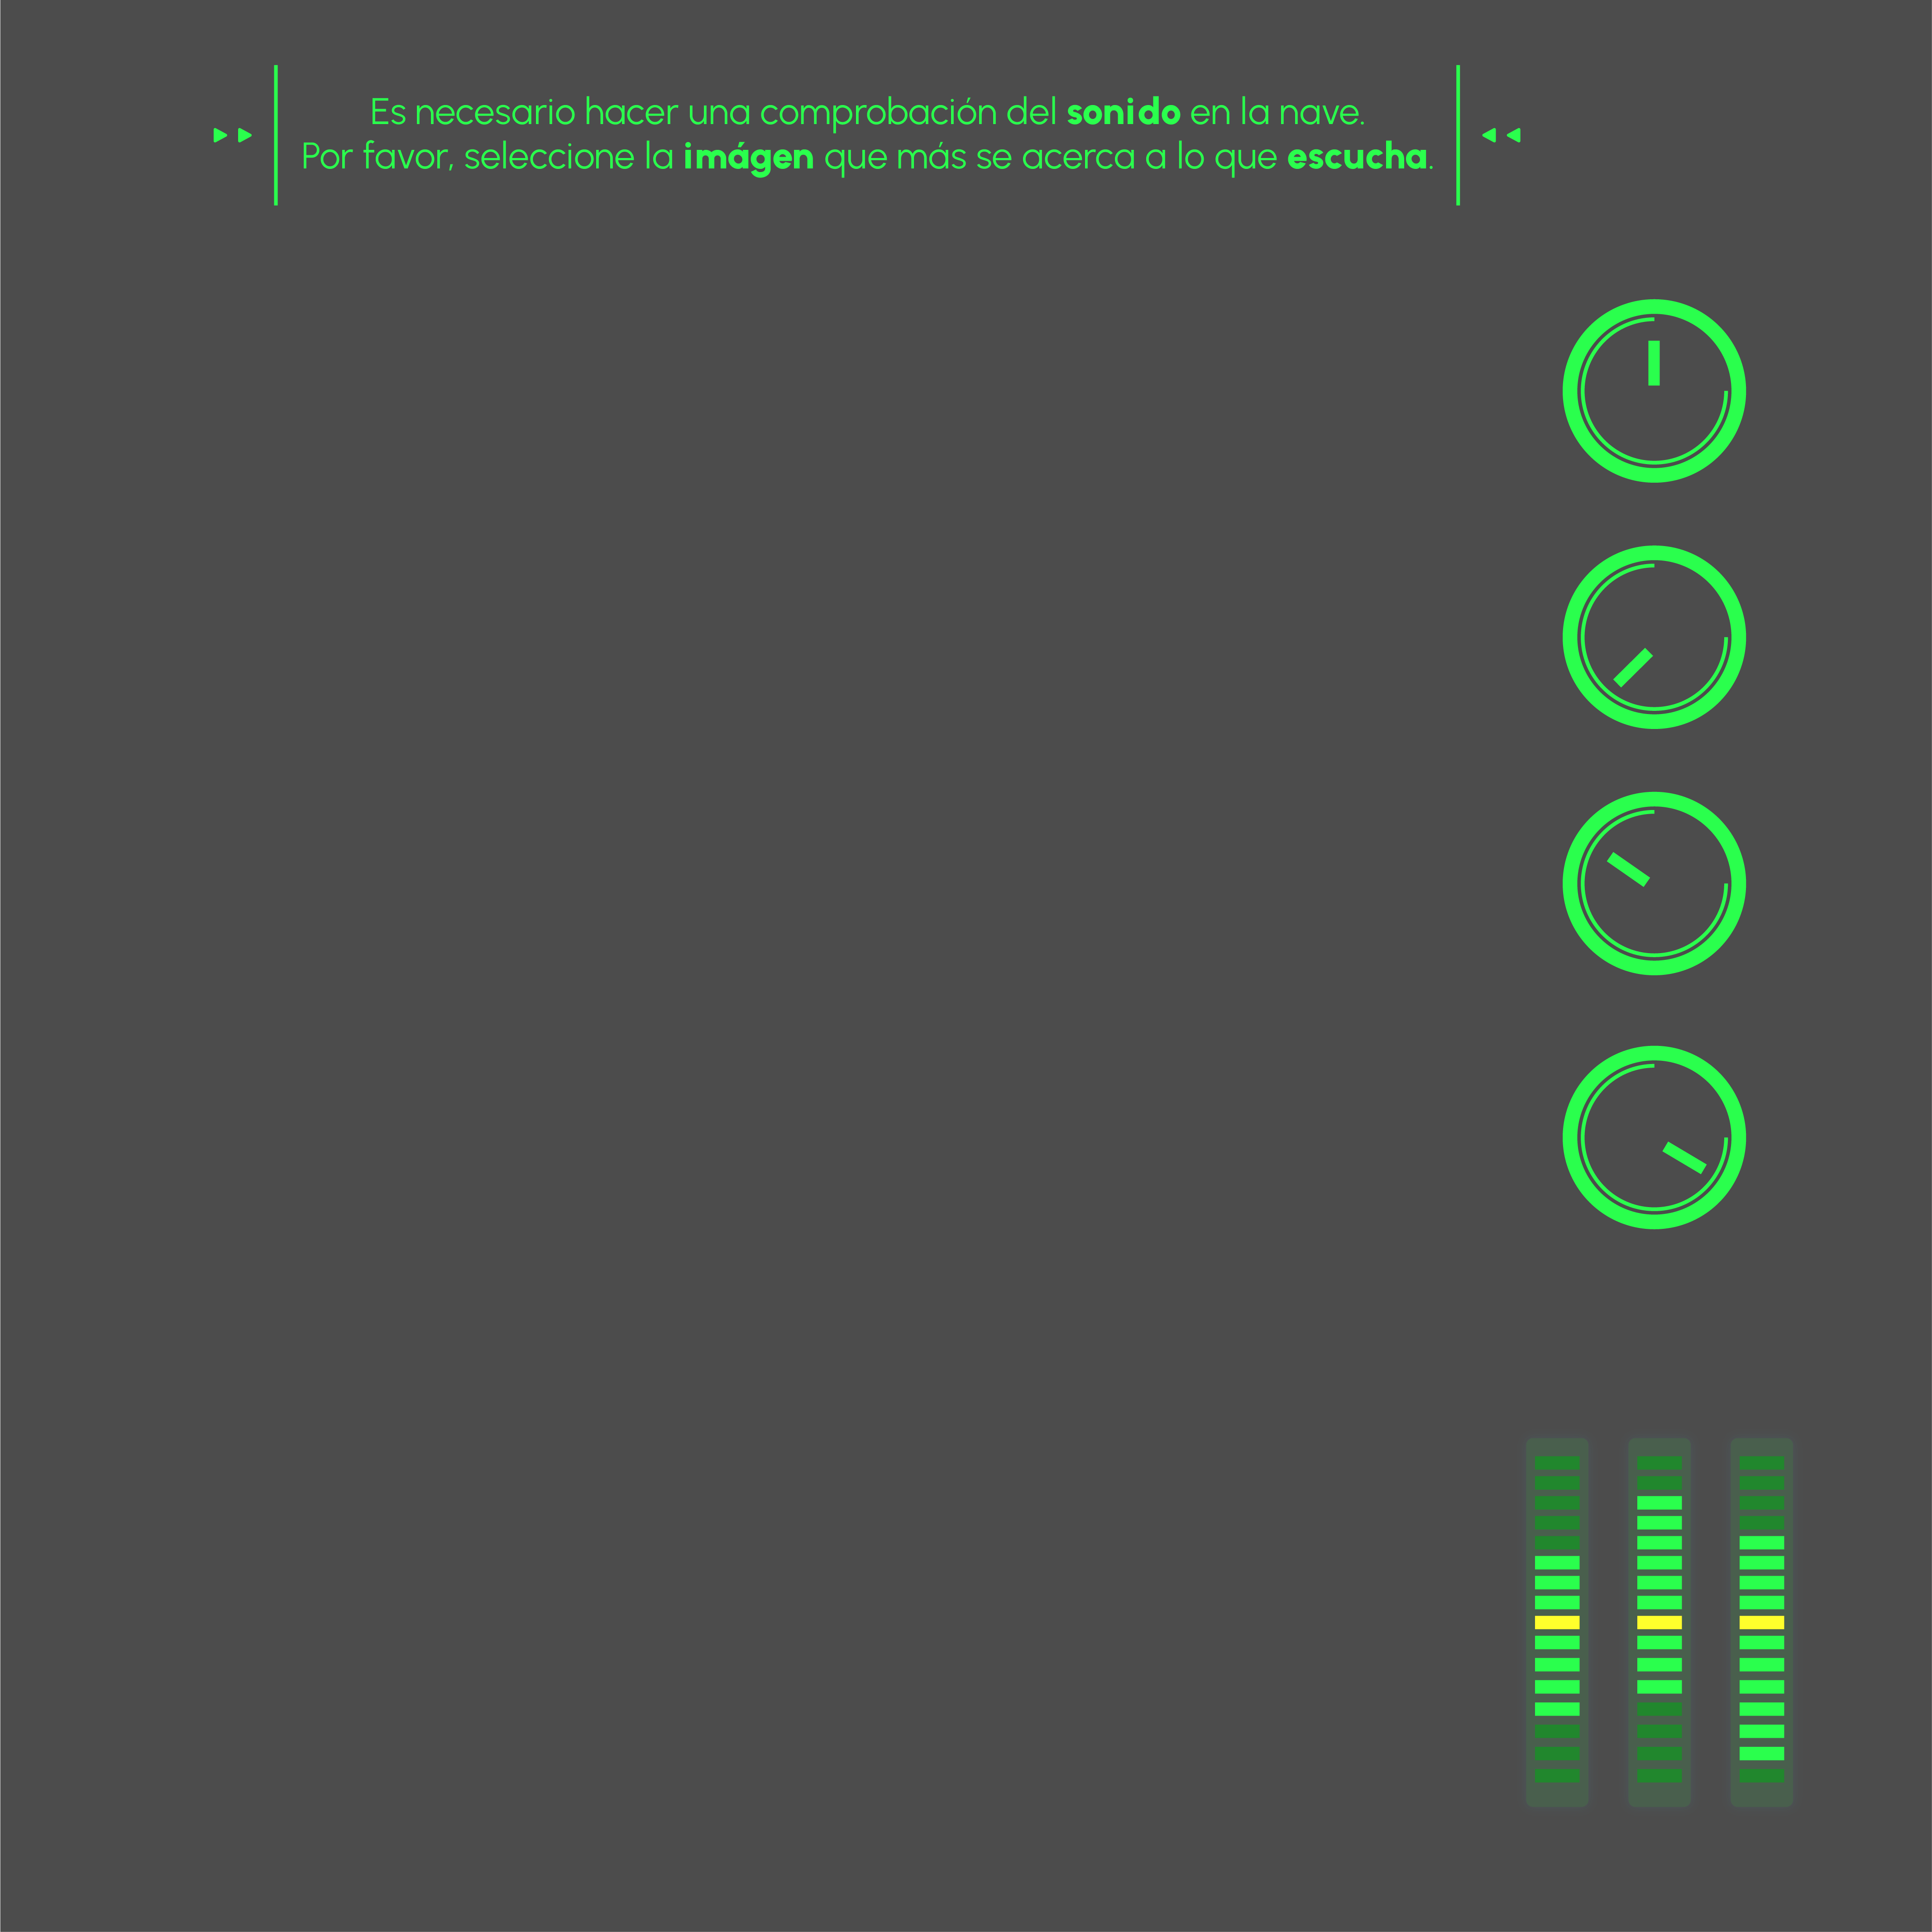 Es necesario hacer una comprobación del sonido en la nave.
Por favor, seleccione la imágen que más se acerca a lo que escucha.